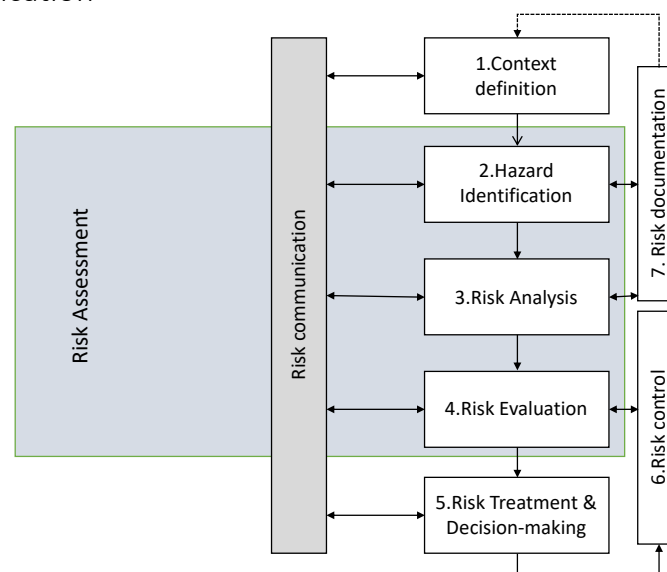 1.Context
definition
2.Hazard
Identification
3.Risk Analysis
4.Risk Evaluation
5.Risk Treatment &
Decision-making
Risk Assessment
Risk communication
7. Risk documentation
6.Risk control